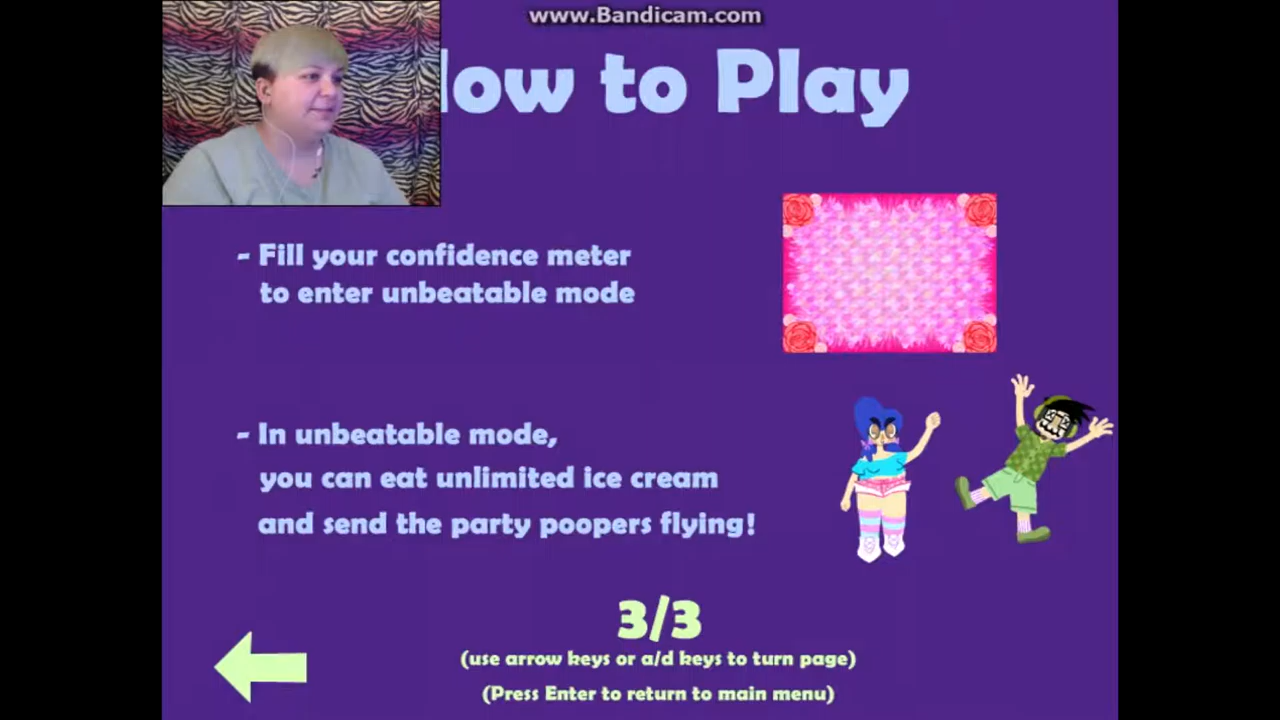 www.Bandicam.com
How to Play
- Fill your confidence meter
to enter unbeatable mode
- In unbeatable mode,
you can eat unlimited ice cream
and send the party poopers flying!
3/3
(use arrow keys or a/d keys to turn page)
(Press Enter to return to main menu)